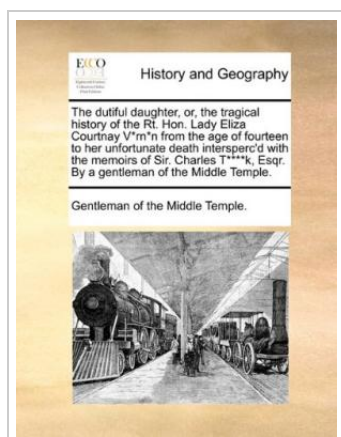 ECCO
History and Geography
The dutiful daughter, or, the tragical
history of the Rt. Hon. Lady Eliza
Courtnay V*rn*n from the age of fourteen
to her unfortunate death intersperc'd with
the memoirs of Sir. Charles T****k, Esqr.
By a gentleman of the Middle Temple.
Gentleman of the Middle Temple.